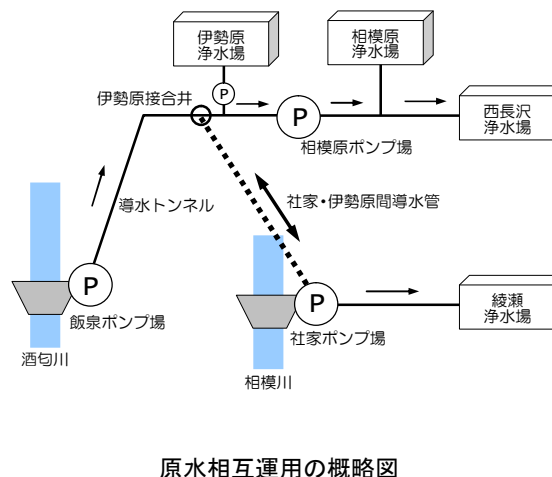 伊勢原
浄水場
相模原
浄水場
伊勢原接合井
P
P
西長沢
浄水場
相模原ポンプ場
導水トンネル
社家・伊勢原間導水管
P
P
綾瀬
浄水場
飯泉ポンプ場
社家ポンプ場
酒匂川
相模川
原水相互運用の概略図